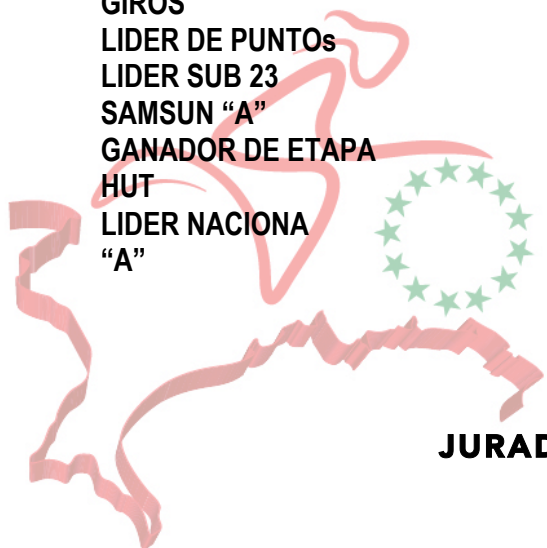 GIROS
LIDER DE PUNTOs
LIDER SUB 23
SAMSUN “A”
GANADOR DE ETAPA
HUT
LIDER NACIONA
“A”
JURAD